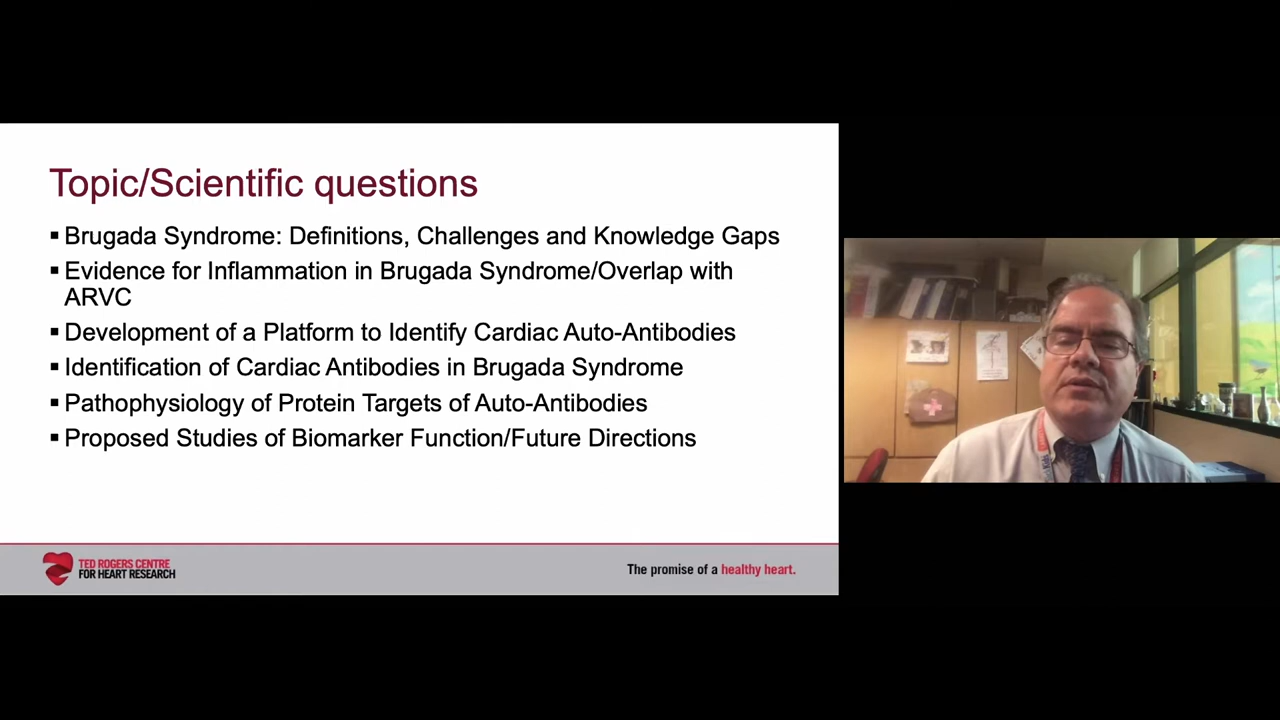 Topic/Scientific questions
▪ Brugada Syndrome: Definitions, Challenges and Knowledge Gaps
▪ Evidence for Inflammation in Brugada Syndrome/Overlap with
ARVC
▪ Development of a Platform to Identify Cardiac Auto-Antibodies
▪ Identification of Cardiac Antibodies in Brugada Syndrome
▪ Pathophysiology of Protein Targets of Auto-Antibodies
▪ Proposed Studies of Biomarker Function/Future Directions
TED ROGERS CENTRE
FOR HEART RESEARCH
The promise of a healthy heart.